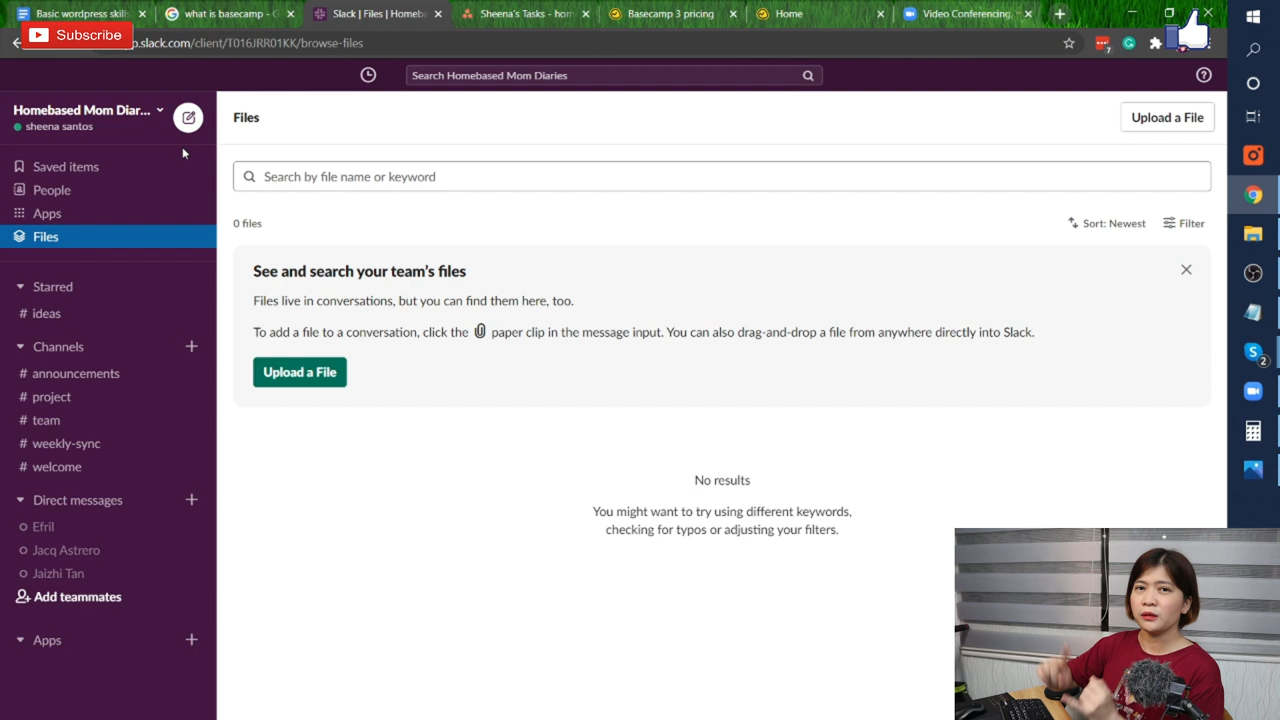 Basic wordpress skill
what is basecamp - G
Slack | Files | Homeb
Sheena's Tasks - hom
Basecamp 3 pricing
Home
Video Conferencing,
Subscribe
p.slack.com/client/T016JRR01KK/browse-files
7
Search Homebased Mom Diaries
Homebased Mom Diar...
sheena santos
Saved items
People
Apps
Files
Starred
# ideas
Channels
# announcements
# project
# team
# weekly-sync
# welcome
Direct messages
Efril
Jacq Astrero
Jaizhi Tan
Add teammates
Apps
Files
Upload a File
Search by file name or keyword
0 files
Sort: Newest
Filter
See and search your team's files
Files live in conversations, but you can find them here, too.
To add a file to a conversation, click the paper clip in the message input. You can also drag-and-drop a file from anywhere directly into Slack.
Upload a File
No results
You might want to try using different keywords,
checking for typos or adjusting your filters.
2